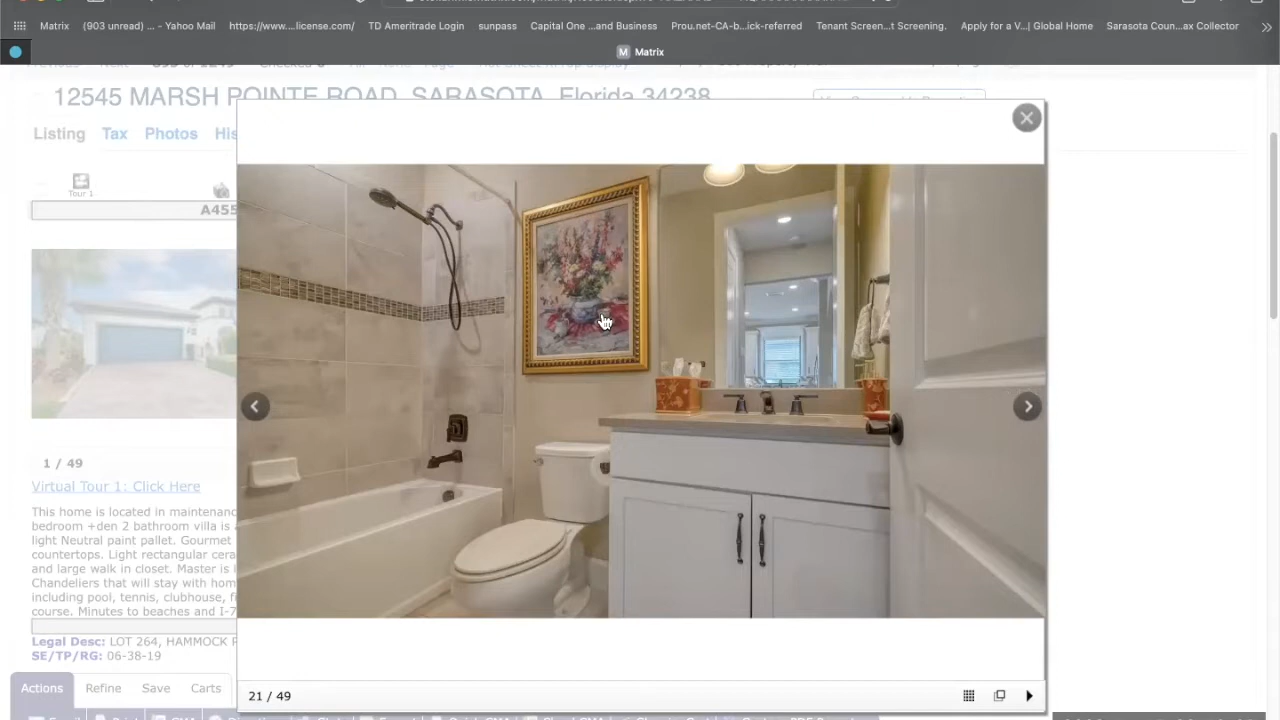 Matrix
(903 unread) ... - Yahoo Mail
https://www....license.com/
TD Ameritrade Login
sunpass
Capital One ...and Business
Prou.net-CA-b...ick-referred
Tenant Screen...t Screening.
Apply for a V...| Global Home
Sarasota Coun...ax Collector
M Matrix
12545 MARSH POINTE ROAD, SARASOTA, Florida 34238
Listing Tax Photos His
Tour 1
A455
1 / 49
Virtual Tour 1: Click Here
This home is located in maintenanc
bedroom +den 2 bathroom villa is a
light Neutral paint pallet. Gourmet
countertops. Light rectangular cera
and large walk in closet. Master is l
Chandeliers that will stay with hom
including pool, tennis, clubhouse, f
course. Minutes to beaches and I-7
Legal Desc: LOT 264, HAMMOCK P
SE/TP/RG: 06-38-19
21 / 49
Actions Refine Save Carts